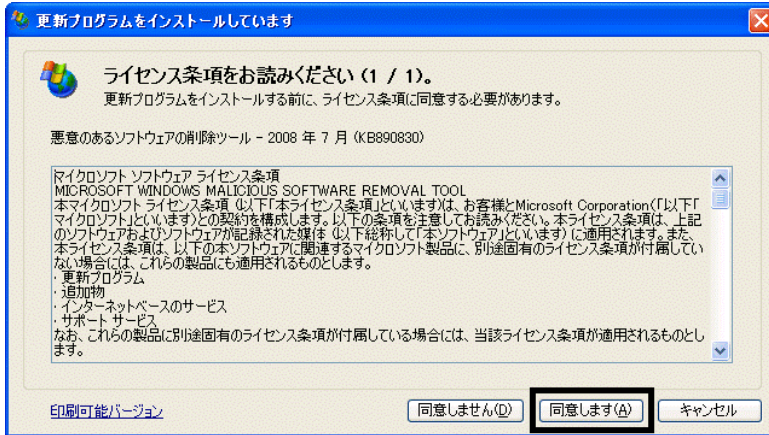 更新プログラムをインストールしています
ライセンス条項をお読みください (1 / 1)。
更新プログラムをインストールする前に、ライセンス条項に同意する必要があります。
悪意のあるソフトウェアの削除ツール - 2008 年 7 月 (KB890830)
マイクロソフト ソフトウェア ライセンス条項
MICROSOFT WINDOWS MALICIOUS SOFTWARE REMOVAL TOOL
本マイクロソフト ライセンス条項 (以下「本ライセンス条項」といいます)は、お客様とMicrosoft Corporation(「以下「
マイクロソフト」といいます)との契約を構成します。以下の条項を注意してお読みください。本ライセンス条項は、上記
のソフトウェアおよびソフトウェアが記録された媒体 (以下総称して「本ソフトウェア」といいます) に適用されます。また、
本ライセンス条項は、以下の本ソフトウェアに関連するマイクロソフト製品に、別途固有のライセンス条項が付属してい
ない場合には、これらの製品にも適用されるものとします。
・更新プログラム
・追加物
・インターネットベースのサービス
・サポート サービス
なお、これらの製品に別途固有のライセンス条項が付属している場合には、当該ライセンス条項が適用されるものとし
ます。
印刷可能バージョン
同意しません(D)
同意します(A)
キャンセル